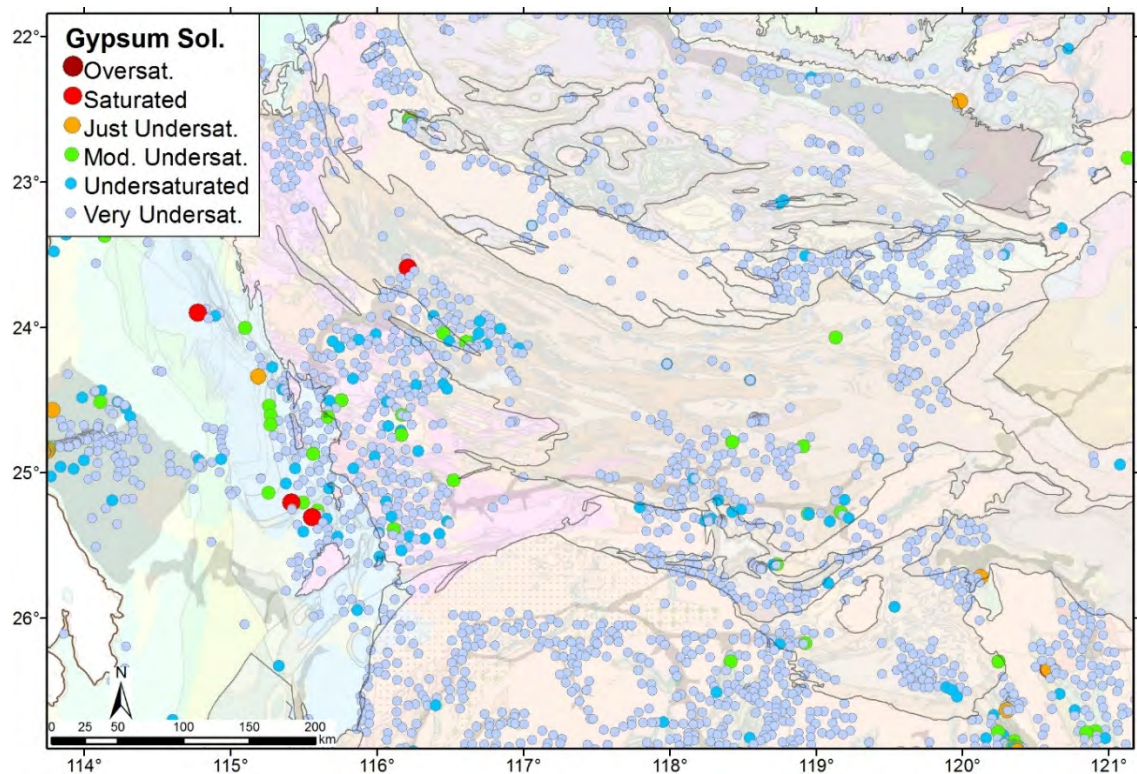 Gypsum Sol.
Oversat.
Saturated
Just Undersat.
Mod. Undersat.
Undersaturated
Very Undersat.
22°
23°
24°
25°
26°
N
0 25 50 100 150 200
km
114 115 116 117 118 119 120 121°